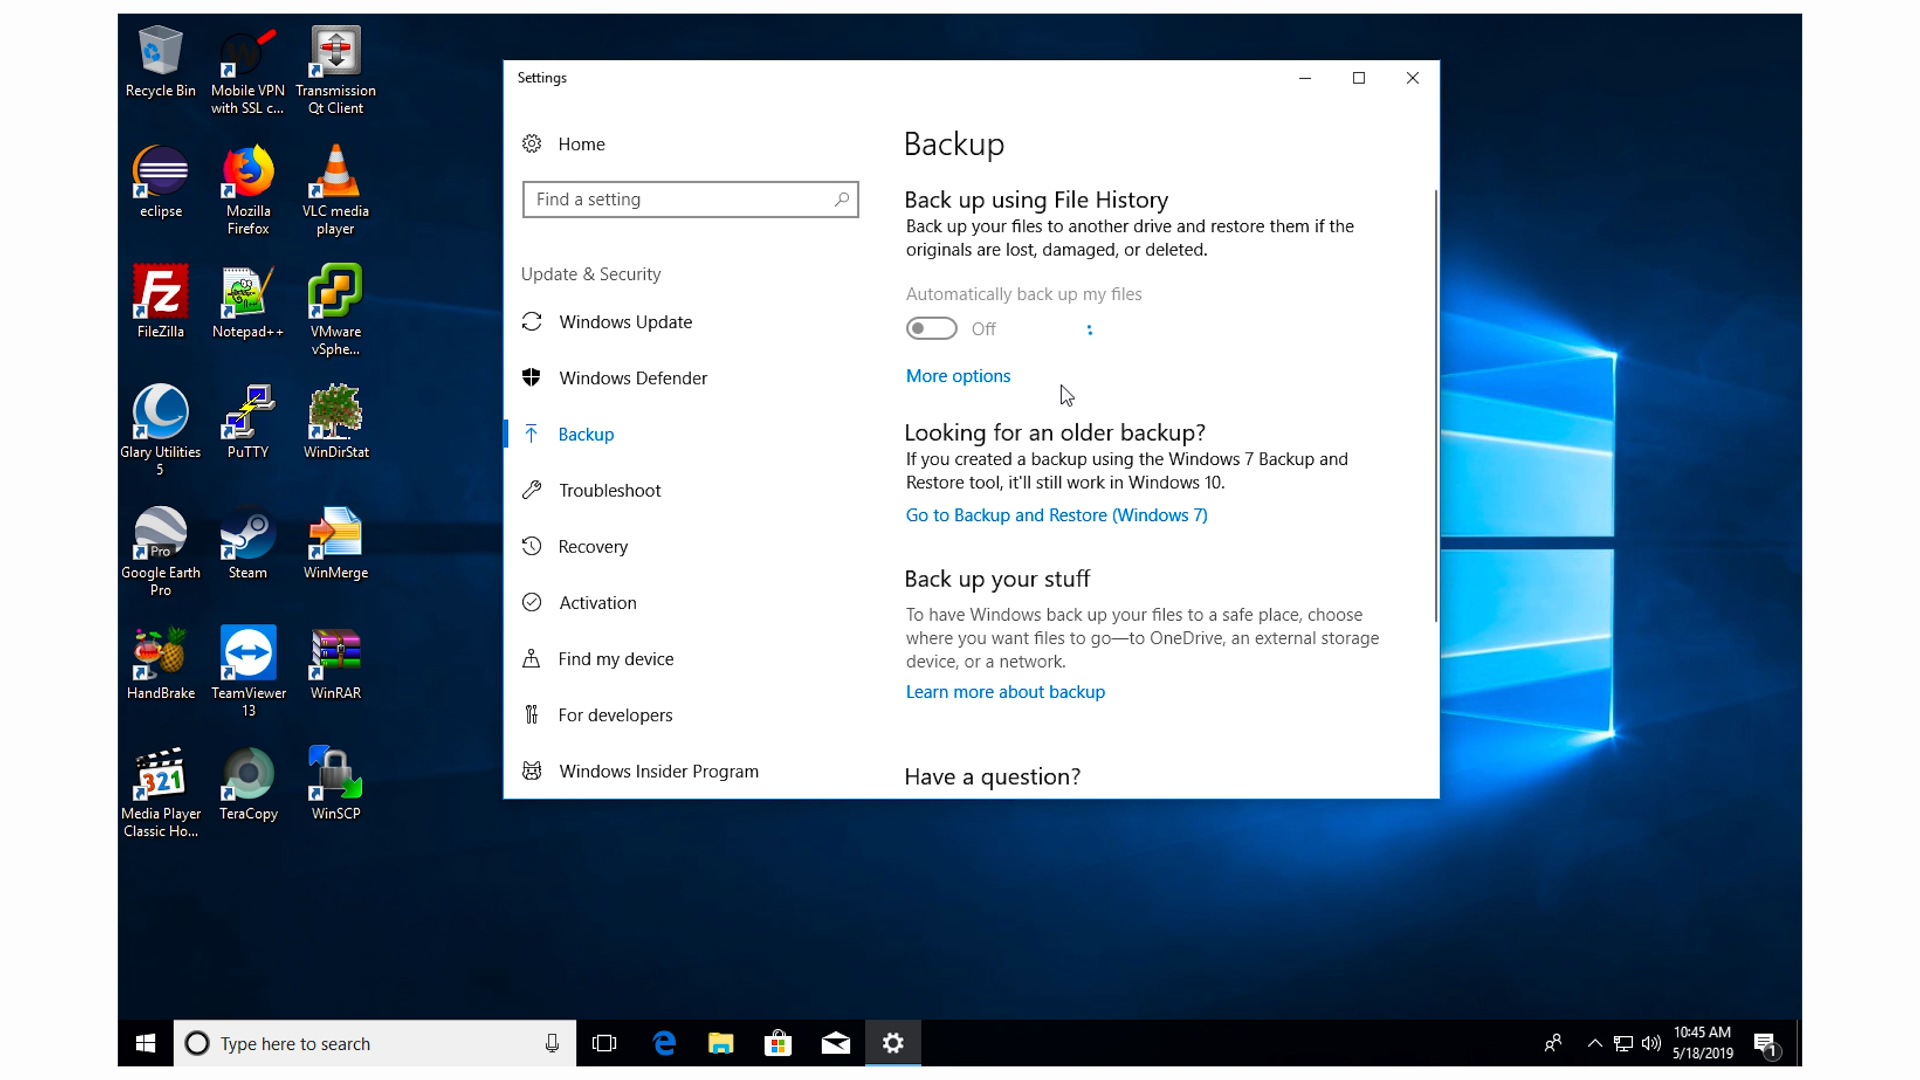 Recycle Bin
Mobile VPN
with SSL c...
Transmission
Qt Client
eclipse
Mozilla
Firefox
VLC media
player
FileZilla
Notepad++
VMware
vSphe...
Glary Utilities
5
PuTTY
WinDirStat
Pro
Google Earth
Pro
Steam
WinMerge
HandBrake
TeamViewer
13
WinRAR
321
Media Player
Classic Ho...
TeraCopy
WinSCP
Settings
Home
Find a setting
Update & Security
Windows Update
Windows Defender
Backup
Troubleshoot
Recovery
Activation
Find my device
For developers
Windows Insider Program
Backup
Back up using File History
Back up your files to another drive and restore them if the
originals are lost, damaged, or deleted.
Automatically back up my files
Off
More options
Looking for an older backup?
If you created a backup using the Windows 7 Backup and
Restore tool, it'll still work in Windows 10.
Go to Backup and Restore (Windows 7)
Back up your stuff
To have Windows back up your files to a safe place, choose
where you want files to go—to OneDrive, an external storage
device, or a network.
Learn more about backup
Have a question?
Type here to search
10:45 AM
5/18/2019
1